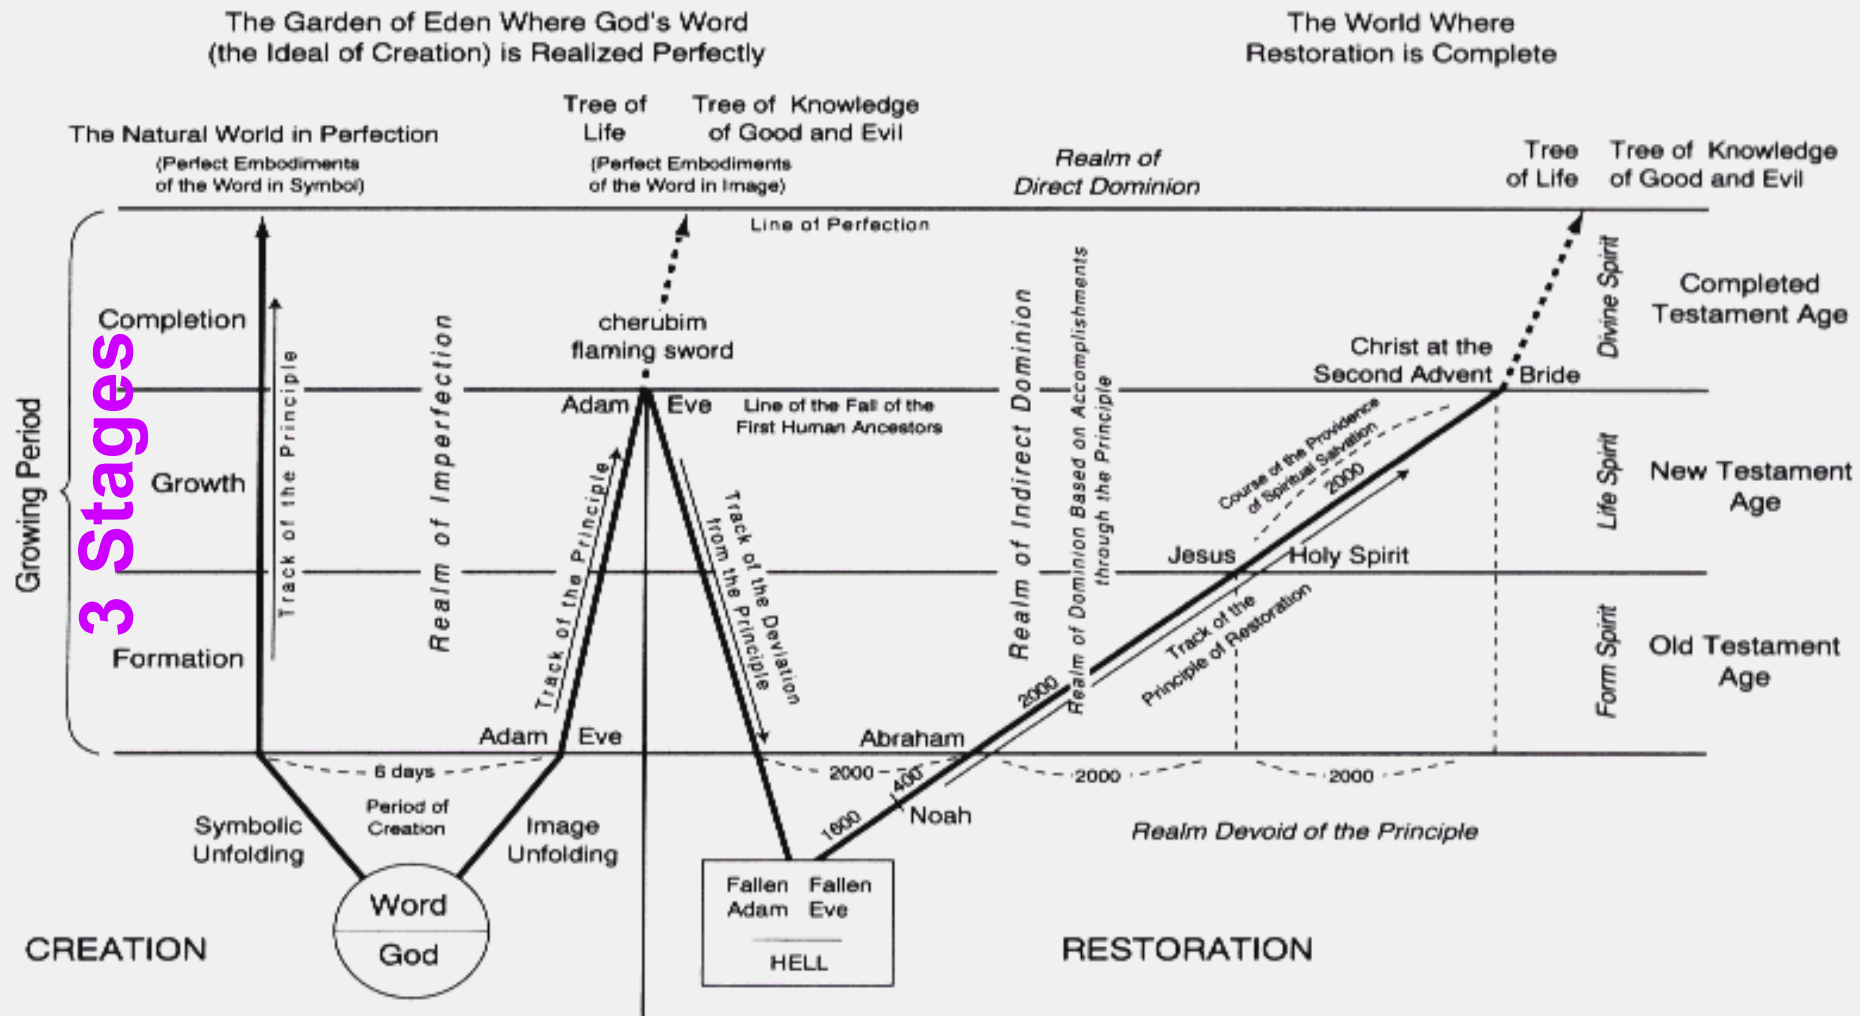 The Garden of Eden Where God's Word
(the Ideal of Creation) is Realized Perfectly
The World Where
Restoration is Complete
The Natural World in Perfection
(Perfect Embodiments
of the Word in Symbol)
Tree of
Life
Tree of Knowledge
of Good and Evil
(Perfect Embodiments
of the Word in Image)
Realm of
Direct Dominion
Tree
of Life
Tree of Knowledge
of Good and Evil
Line of Perfection
Growing Period
3 Stages
Completion
Growth
Formation
Track of the Principle
Realm of Imperfection
cherubim
flaming sword
Adam
Eve
Line of the Fall of the
First Human Ancestors
Track of the Principle
Track of the Deviation
from the Principle
Realm of Indirect Dominion
Realm of Dominion Based on Accomplishments
through the Principle
Christ at the
Second Advent
Bride
Course of the Providence
of Spiritual Salvation
2000
Jesus
Holy Spirit
Track of the
Principle of Restoration
2000
Divine Spirit
Life Spirit
Form Spirit
Completed
Testament Age
New Testament
Age
Old Testament
Age
Adam
Eve
Abraham
6 days
2000
400
2000
2000
Period of
Creation
Symbolic
Unfolding
Image
Unfolding
1600
Noah
Realm Devoid of the Principle
Word
God
Fallen Fallen
Adam Eve
HELL
CREATION
RESTORATION